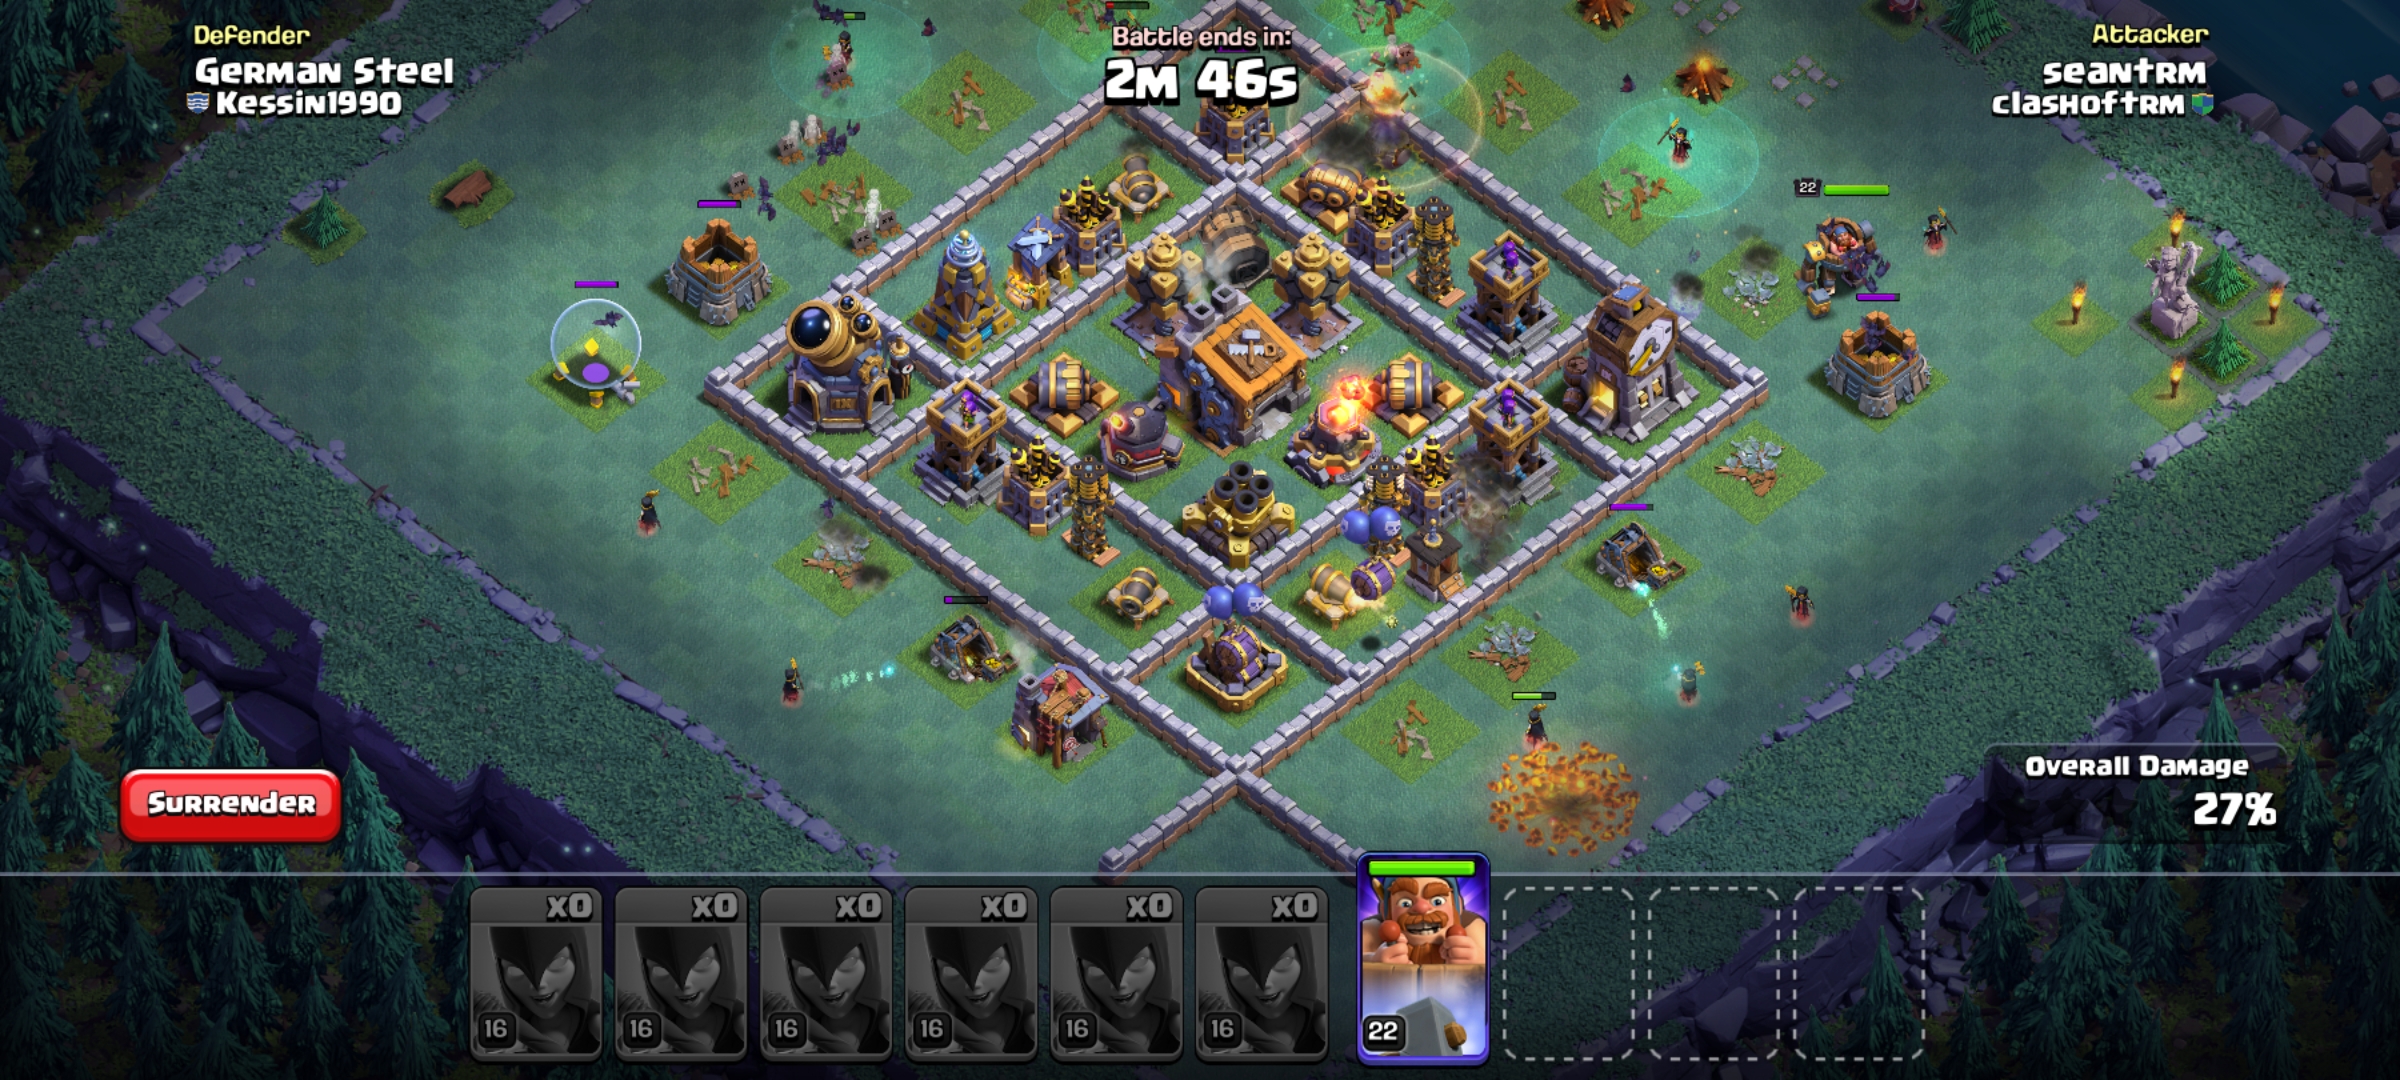 Defender
German Steel
Kessin1990
Battle ends in:
2M 46s
Attacker
seantRM
clashoftRM
22
Surrender
Overall Damage
27%
x0
x0
x0
x0
x0
x0
16
16
16
16
16
16
22